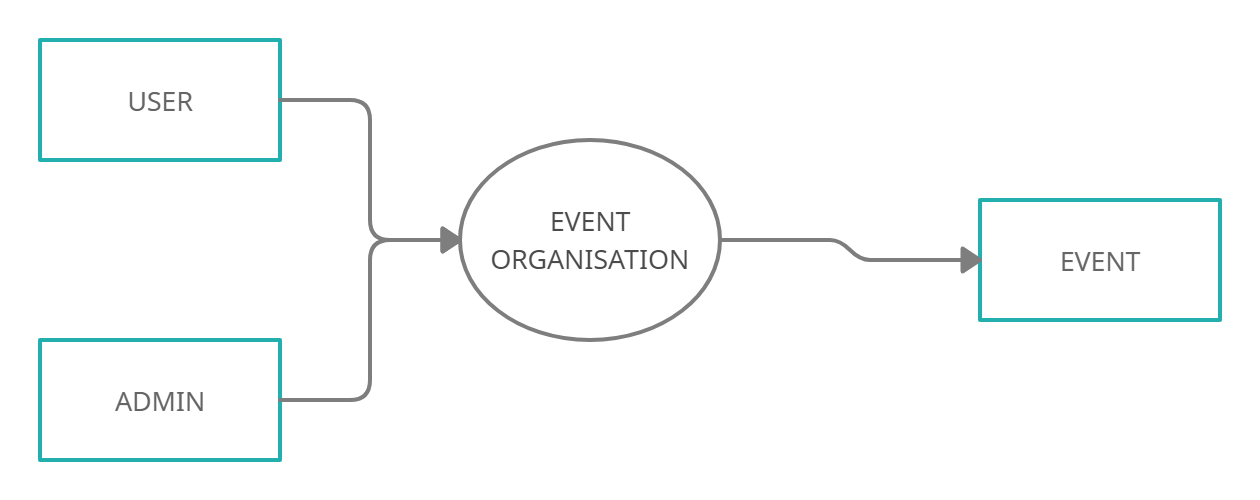 USER
EVENT
ORGANISATION
EVENT
ADMIN